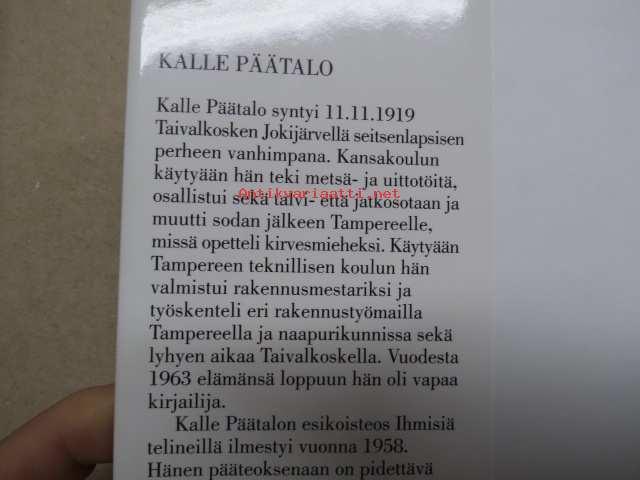 KALLE PÄÄTALO
Kalle Päätalo syntyi 11.11.1919
Taivalkosken Jokijärvellä seitsenlapsisen
perheen vanhimpana. Kansakoulun
käytyään hän teki metsä- ja uittotöitä,
Antikvariaatti.net
osallistui sekä talvi- että jatkosotaan ja
muutti sodan jälkeen Tampereelle,
missä opetteli kirvesmieheksi. Käytyään
Tampereen teknillisen koulun hän
valmistui rakennusmestariksi ja
työskenteli eri rakennustyömailla
Tampereella ja naapurikunnissa sekä
lyhyen aikaa Taivalkoskella. Vuodesta
1963 elämänsä loppuun hän oli vapaa
kirjailija.
Kalle Päätalon esikoisteos Ihmisiä
telineillä ilmestyi vuonna 1958.
Hänen pääteoksenaan on pidettävä